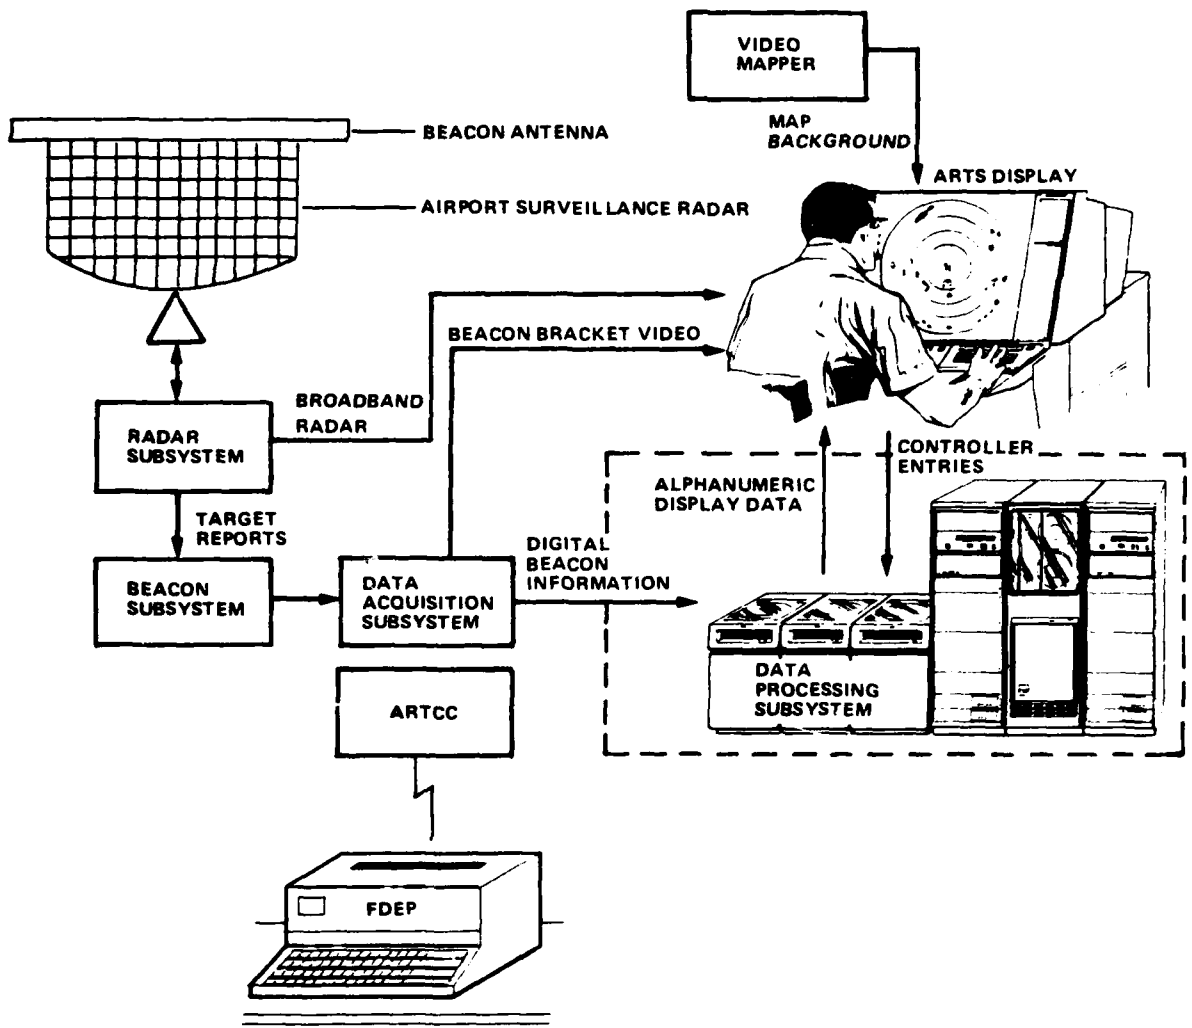 VIDEO
MAPPER
MAP
BACKGROUND
ARTS DISPLAY
BEACON ANTENNA
AIRPORT SURVEILLANCE RADAR
BEACON BRACKET VIDEO
BROADBAND
RADAR
RADAR
SUBSYSTEM
TARGET
REPORTS
BEACON
SUBSYSTEM
DATA
ACQUISITION
SUBSYSTEM
DIGITAL
BEACON
INFORMATION
ALPHANUMERIC
DISPLAY DATA
CONTROLLER
ENTRIES
DATA
PROCESSING
SUBSYSTEM
ARTCC
FDEP